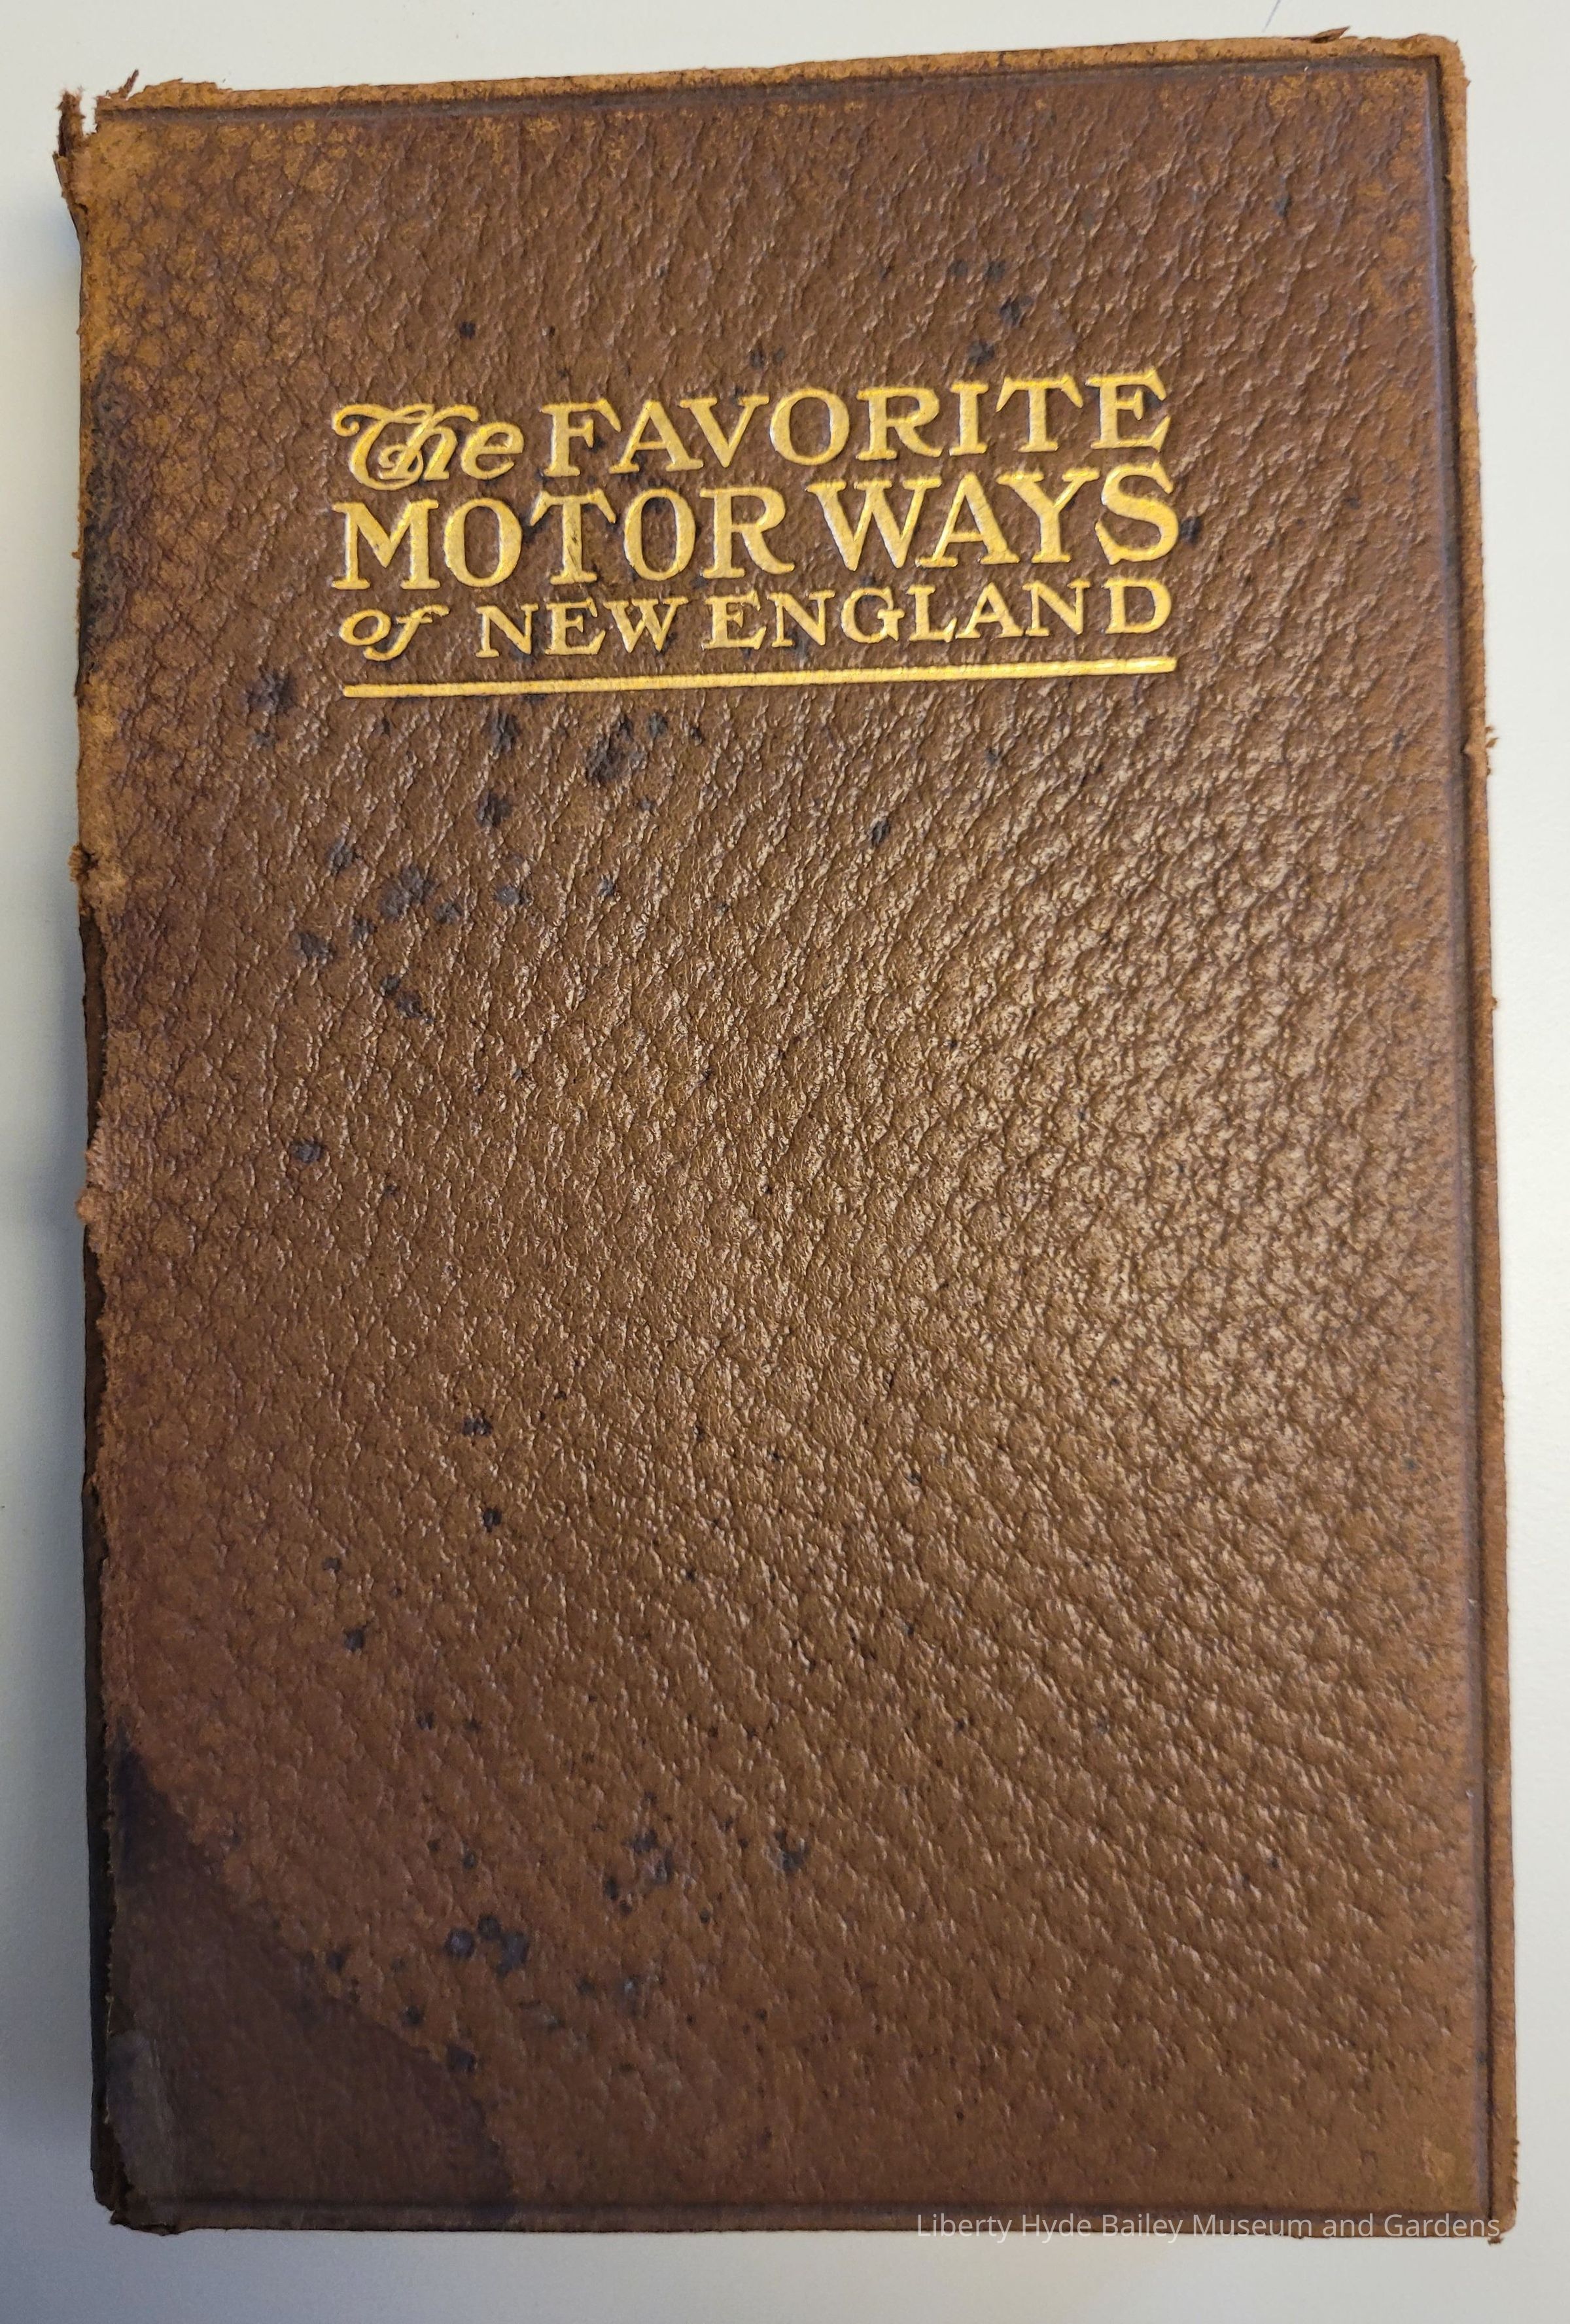 The FAVORITE
MOTOR WAYS
of NEW ENGLAND
Liberty Hyde Bailey Museum and Gardens